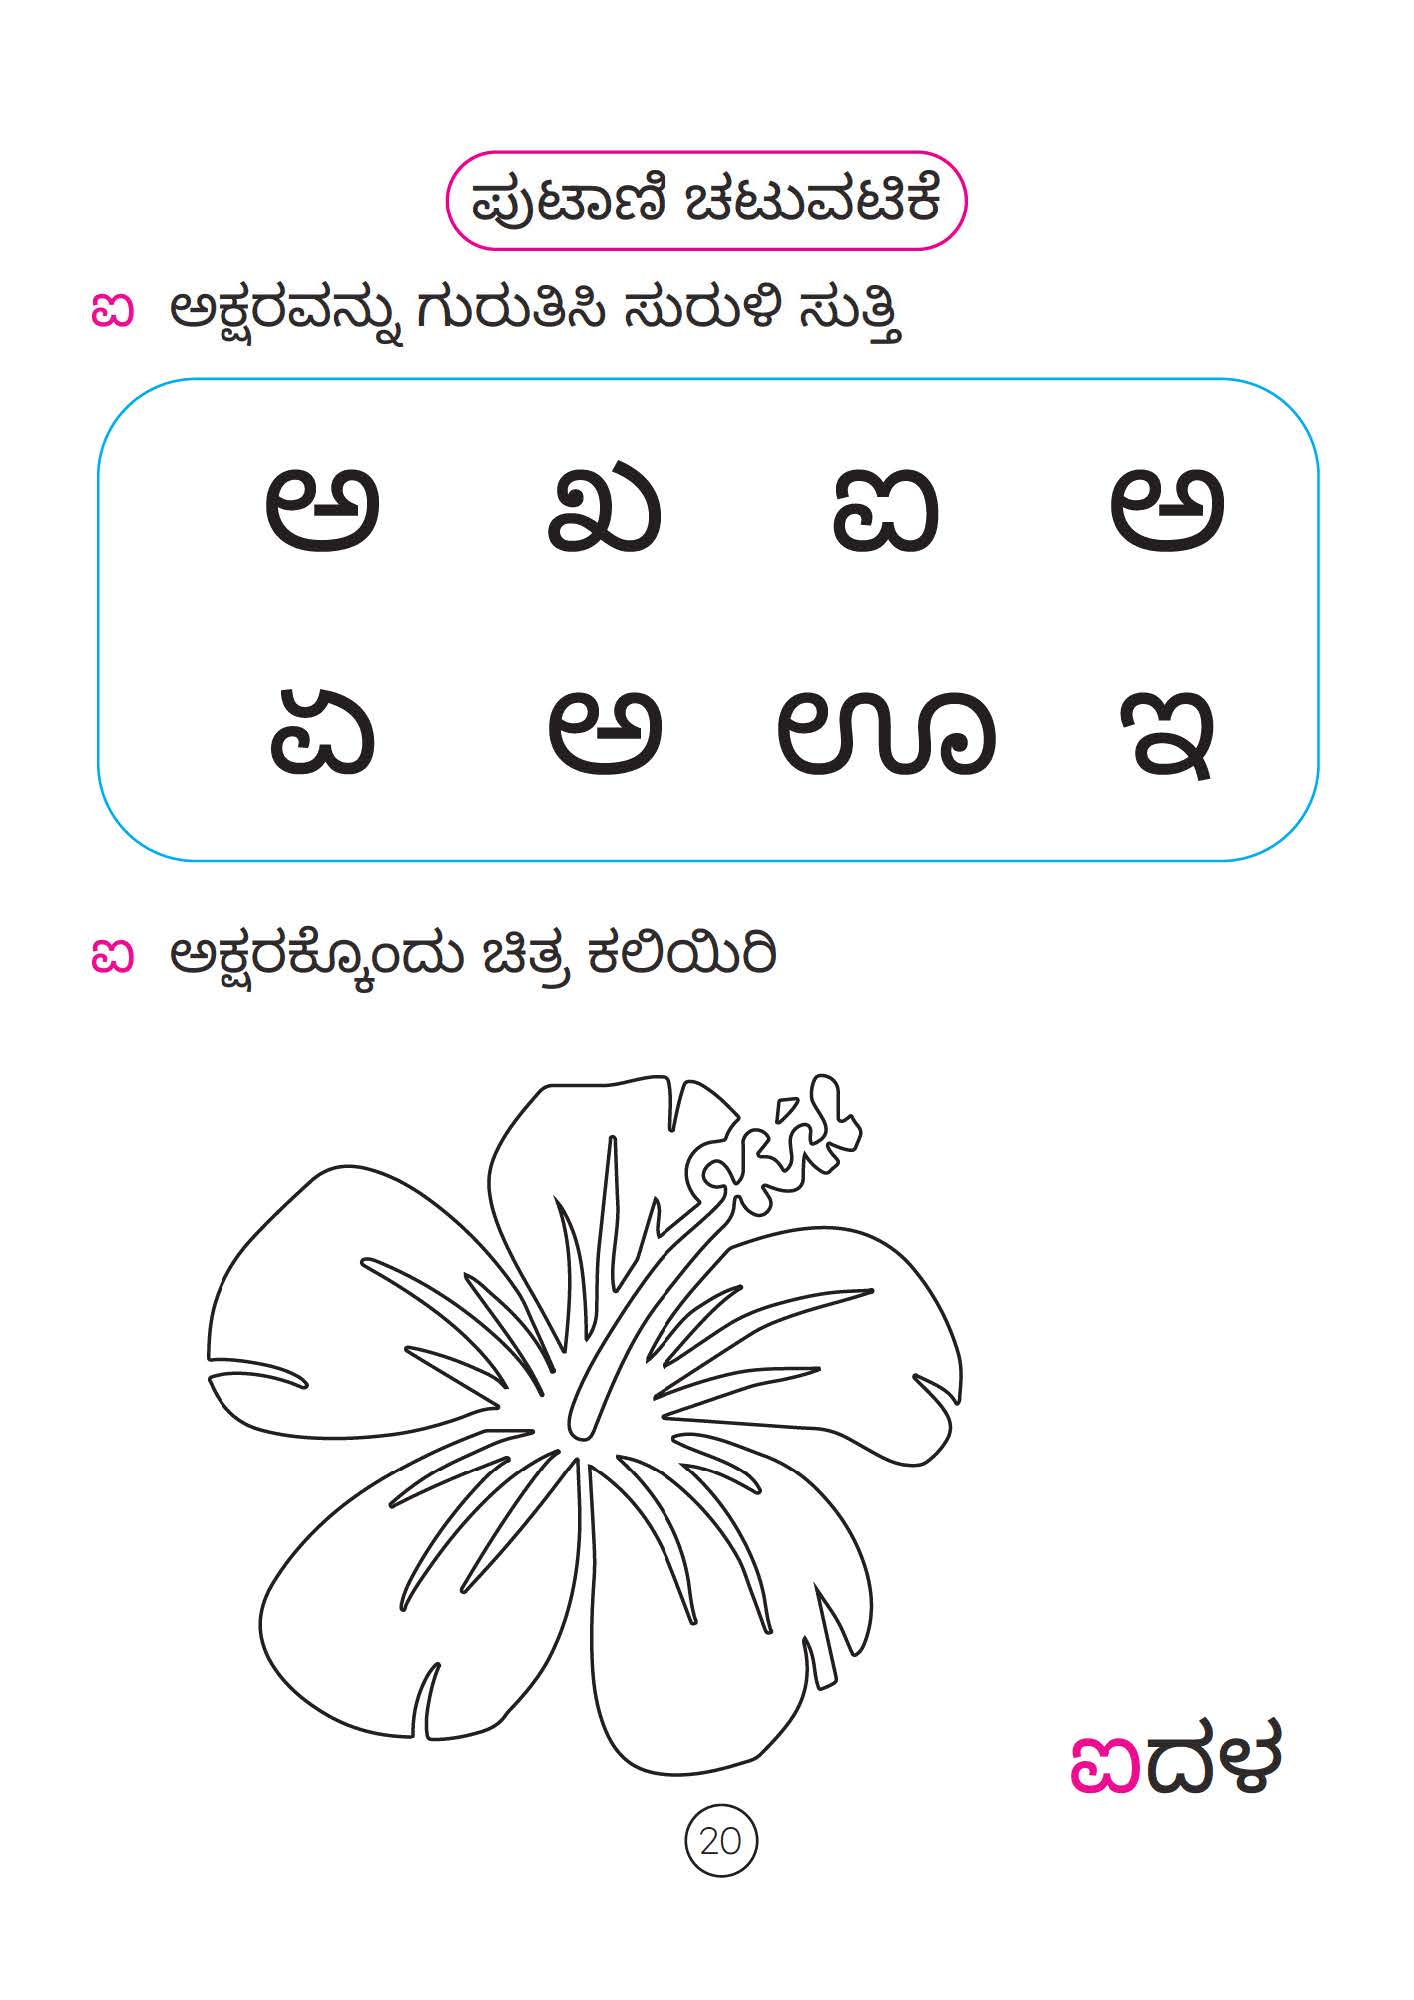 ಪುಟಾಣಿ ಚಟುವಟಿಕೆ
ಐ ಅಕ್ಷರವನ್ನು ಗುರುತಿಸಿ ಸುರುಳಿ ಸುತ್ತಿ
ಅ ಖ ಐ ಅ
ಏ ಅ ಊ ಇ
ಐ ಅಕ್ಷರಕ್ಕೊಂದು ಚಿತ್ರ ಕಲಿಯಿರಿ
ಐದಳ
20